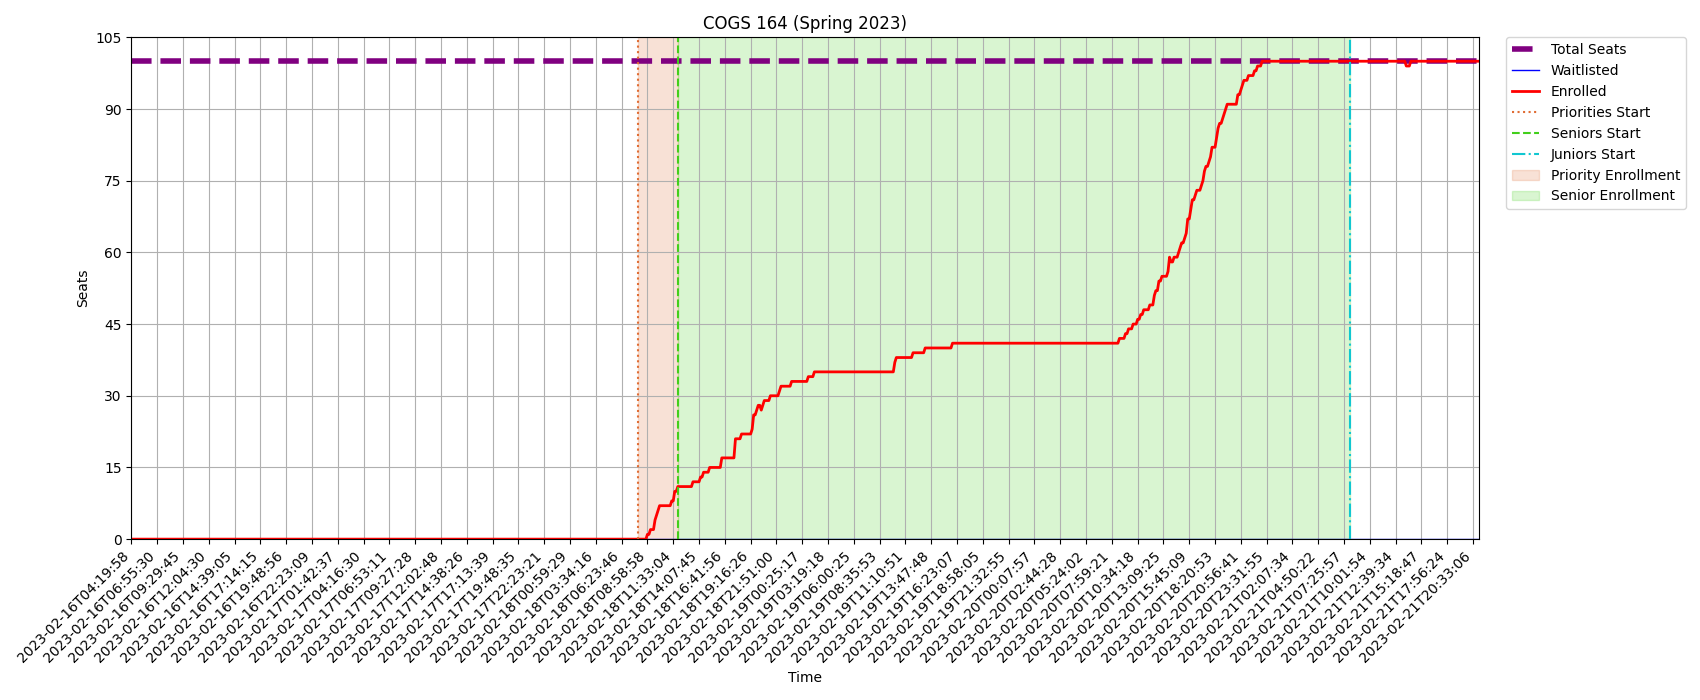 COGS 164 (Spring 2023)
105
90
75
60
45
30
15
0
Seats
2023-02-16T04:19:58
2023-02-16T06:55:30
2023-02-16T09:29:45
2023-02-16T12:04:30
2023-02-16T14:39:05
2023-02-16T17:14:15
2023-02-16T19:48:56
2023-02-16T22:23:09
2023-02-17T01:42:37
2023-02-17T04:16:30
2023-02-17T06:53:11
2023-02-17T09:27:28
2023-02-17T12:02:48
2023-02-17T14:38:26
2023-02-17T17:13:39
2023-02-17T19:48:35
2023-02-17T22:23:21
2023-02-18T00:59:29
2023-02-18T03:34:16
2023-02-18T06:23:46
2023-02-18T08:58:58
2023-02-18T11:33:04
2023-02-18T14:07:45
2023-02-18T16:41:56
2023-02-18T19:16:26
2023-02-18T21:51:00
2023-02-19T00:25:17
2023-02-19T03:19:18
2023-02-19T06:00:25
2023-02-19T08:35:53
2023-02-19T11:10:51
2023-02-19T13:47:48
2023-02-19T16:23:07
2023-02-19T18:58:05
2023-02-19T21:32:55
2023-02-20T00:07:57
2023-02-20T02:44:28
2023-02-20T05:24:02
2023-02-20T07:59:21
2023-02-20T10:34:18
2023-02-20T13:09:25
2023-02-20T15:45:09
2023-02-20T18:20:53
2023-02-20T20:56:41
2023-02-20T23:31:55
2023-02-21T02:07:34
2023-02-21T04:50:22
2023-02-21T07:25:57
2023-02-21T10:01:54
2023-02-21T12:39:34
2023-02-21T15:18:47
2023-02-21T17:56:24
2023-02-21T20:33:06
Time
Total Seats
Waitlisted
Enrolled
Priorities Start
Seniors Start
Juniors Start
Priority Enrollment
Senior Enrollment